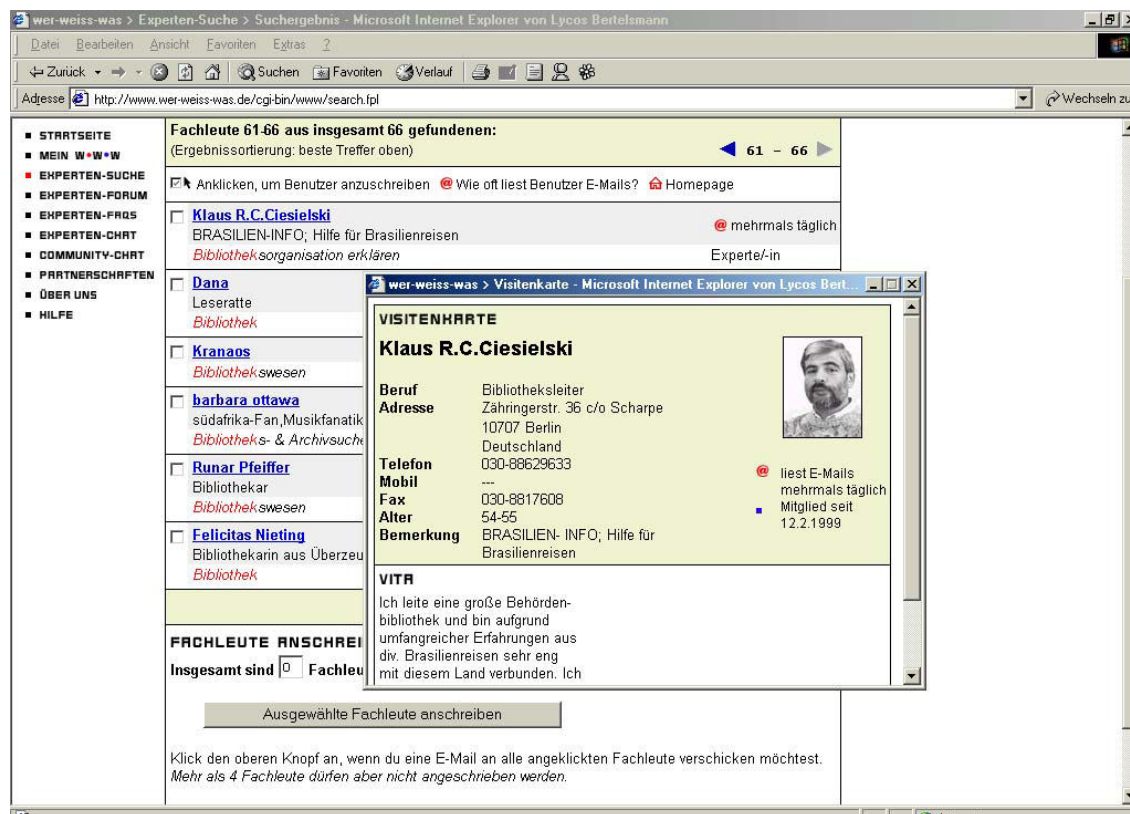 wer-weiss-was > Experten-Suche > Suchergebnis - Microsoft Internet Explorer von Lycos Bertelsmann
Datei Bearbeiten Ansicht Favoriten Extras ?
Zurück Suchen Favoriten Verlauf
Adresse http://www.wer-weiss-was.de/cgi-bin/www/search.fpl Wechseln zu
STARTSEITE
MEIN W•W•W
EXPERTEN-SUCHE
EXPERTEN-FORUM
EXPERTEN-FAQS
EXPERTEN-CHAT
COMMUNITY-CHAT
PARTNERSCHAFTEN
ÜBER UNS
HILFE
Fachleute 61-66 aus insgesamt 66 gefundenen:
(Ergebnissortierung: beste Treffer oben) 61 - 66
Anklicken, um Benutzer anzuschreiben @ Wie oft liest Benutzer E-Mails? Homepage
Klaus R.C.Ciesielski
BRASILIEN-INFO; Hilfe für Brasilienreisen @ mehrmals täglich
Bibliotheksorganisation erklären Experte/-in
Dana
Leseratte
Bibliothek
Kranaos
Bibliothekswesen
barbara ottawa
südafrika-Fan,Musikfanatik
Bibliotheks- & Archivsuche
Runar Pfeiffer
Bibliothekar
Bibliothekswesen
Felicitas Nieting
Bibliothekarin aus Überzeu
Bibliothek
FACHLEUTE ANSCHREI
Insgesamt sind 0 Fachleu
Ausgewählte Fachleute anschreiben
Klick den oberen Knopf an, wenn du eine E-Mail an alle angeklickten Fachleute verschicken möchtest.
Mehr als 4 Fachleute dürfen aber nicht angeschrieben werden.
wer-weiss-was > Visitenkarte - Microsoft Internet Explorer von Lycos Bert...
VISITENKARTE
Klaus R.C.Ciesielski
Beruf Bibliotheksleiter
Adresse Zähringerstr. 36 c/o Scharpe
10707 Berlin
Deutschland
Telefon 030-88629633
Mobil ---
Fax 030-8817608
Alter 54-55
Bemerkung BRASILIEN- INFO; Hilfe für
Brasilienreisen
@ liest E-Mails
mehrmals täglich
Mitglied seit
12.2.1999
VITA
Ich leite eine große Behörden-
bibliothek und bin aufgrund
umfangreicher Erfahrungen aus
div. Brasilienreisen sehr eng
mit diesem Land verbunden. Ich